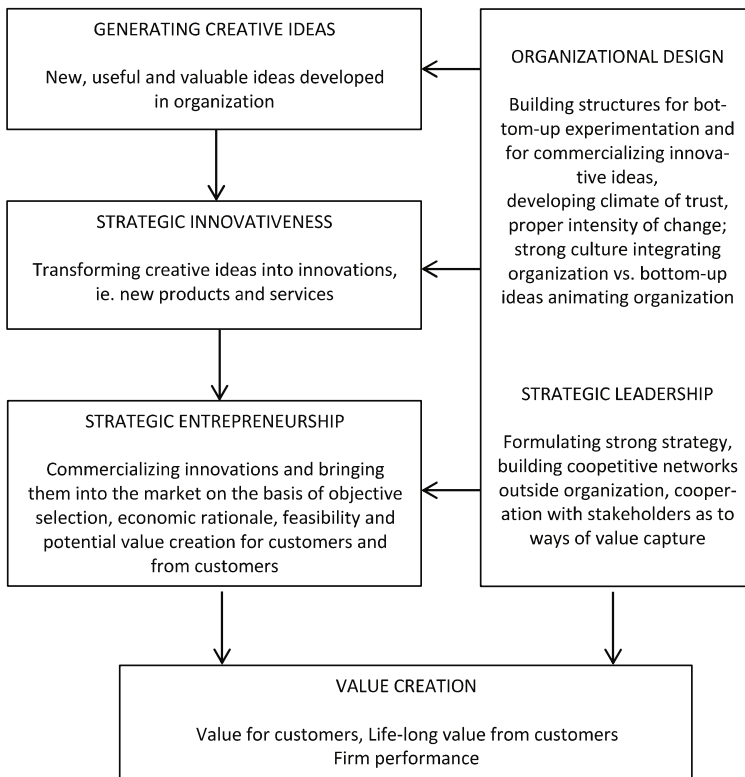 GENERATING CREATIVE IDEAS
New, useful and valuable ideas developed
in organization
STRATEGIC INNOVATIVENESS
Transforming creative ideas into innovations,
ie. new products and services
STRATEGIC ENTREPRENEURSHIP
Commercializing innovations and bringing
them into the market on the basis of objective
selection, economic rationale, feasibility and
potential value creation for customers and
from customers
ORGANIZATIONAL DESIGN
Building structures for bot-
tom-up experimentation and
for commercializing innova-
tive ideas,
developing climate of trust,
proper intensity of change;
strong culture integrating
organization vs. bottom-up
ideas animating organization
STRATEGIC LEADERSHIP
Formulating strong strategy,
building coopetitive networks
outside organization, cooper-
ation with stakeholders as to
ways of value capture
VALUE CREATION
Value for customers, Life-long value from customers
Firm performance